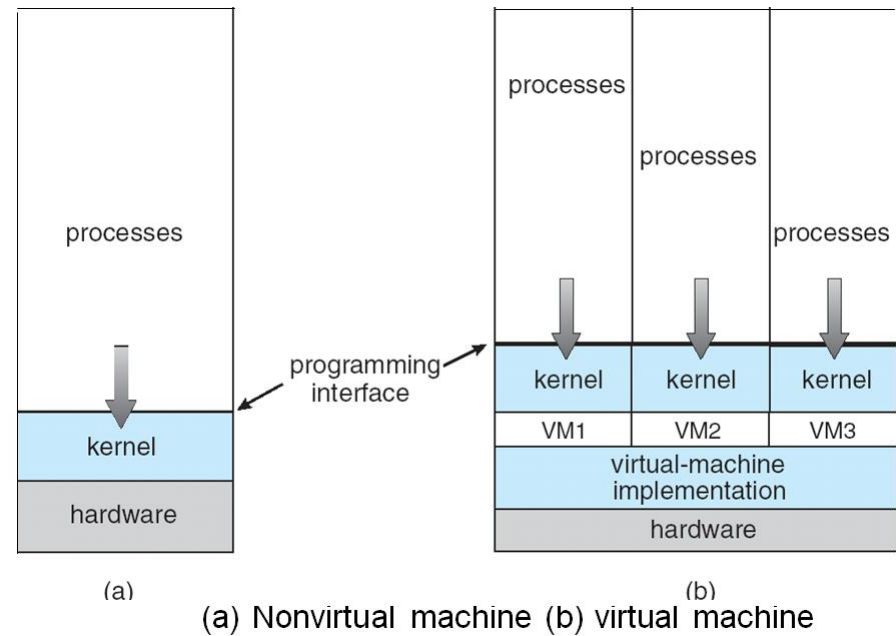 processes
kernel
hardware
(a)
programming
interface
processes
processes
processes
kernel kernel kernel
VM1 VM2 VM3
virtual-machine
implementation
hardware
(b)
(a) Nonvirtual machine (b) virtual machine